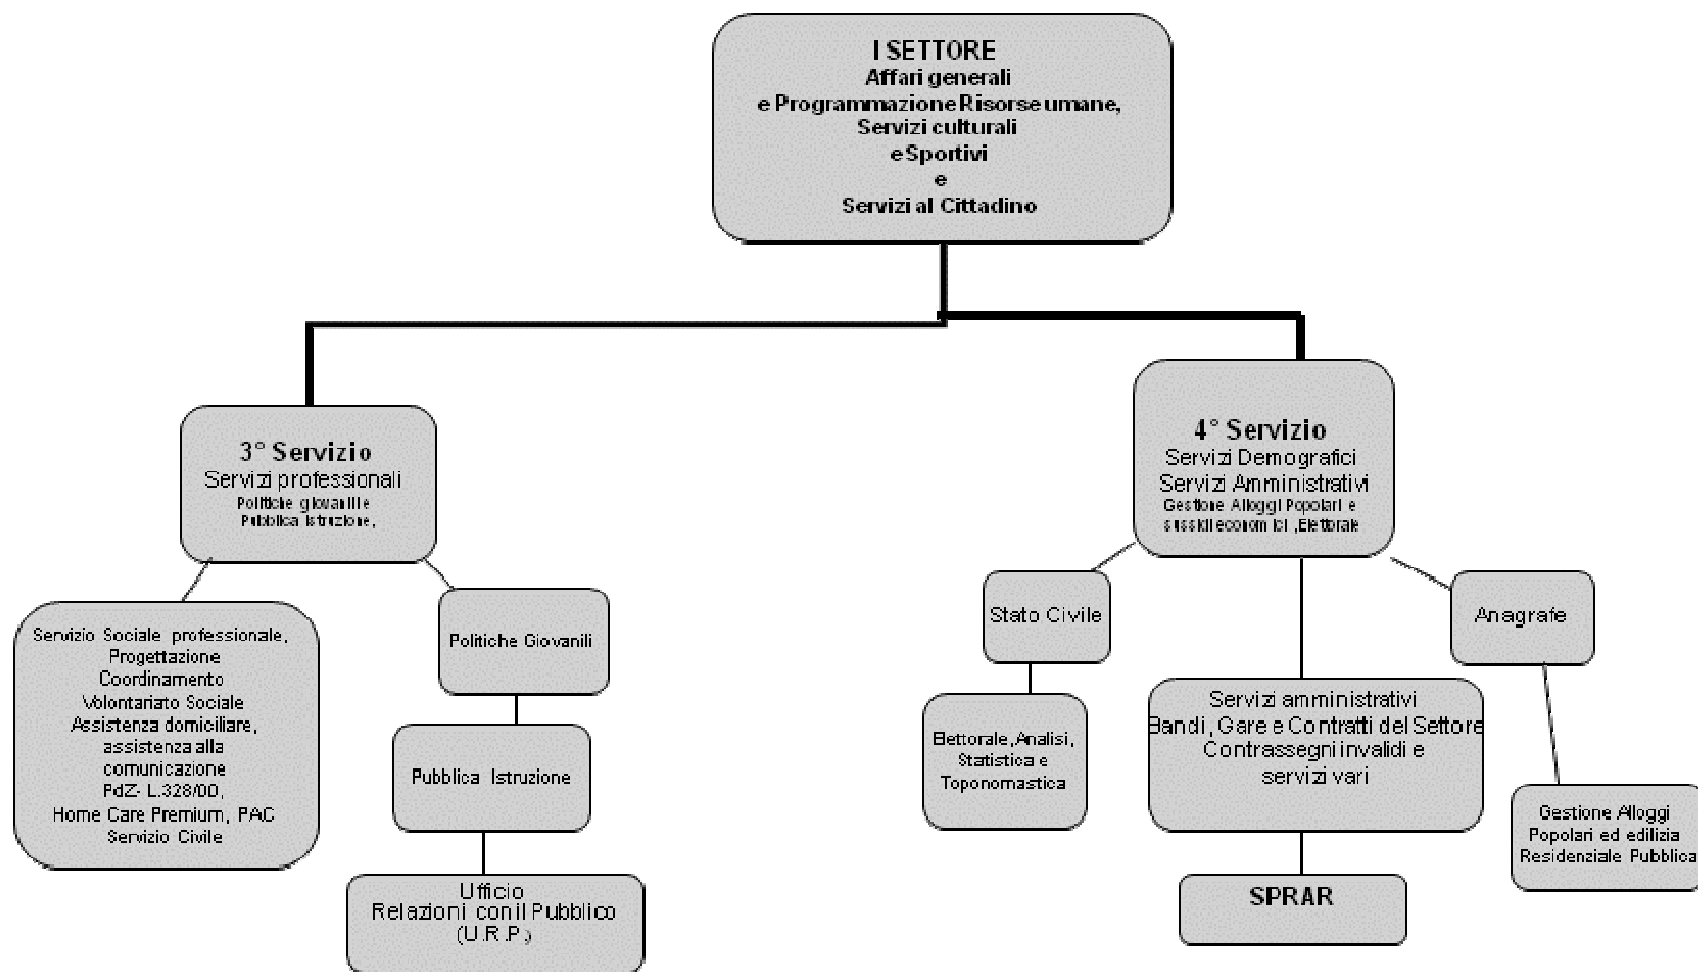 I SETTORE
Affari generali
e Programmazione Risorse umane,
Servizi culturali
e Sportivi
e
Servizi al Cittadino
3° Servizio
Servizi professionali
Politiche giovanili e
Pubblica Istruzione,
4° Servizio
Servizi Demografici
Servizi Amministrativi
Gestione Alloggi Popolari e
sussidi economici ,Elettorale
Servizio Sociale professionale,
Progettazione
Coordinamento
Volontariato Sociale
Assistenza domiciliare,
assistenza alla
comunicazione
PdZ- L.328/00,
Home Care Premium, PAC
Servizio Civile
Politiche Giovanili
Pubblica Istruzione
Ufficio
Relazioni con il Pubblico
(U.R.P.)
Stato Civile
Elettorale, Analisi,
Statistica e
Toponomastica
Servizi amministrativi
Bandi, Gare e Contratti del Settore
Contrassegni invalidi e
servizi vari
SPRAR
Anagrafe
Gestione Alloggi
Popolari ed edilizia
Residenziale Pubblica